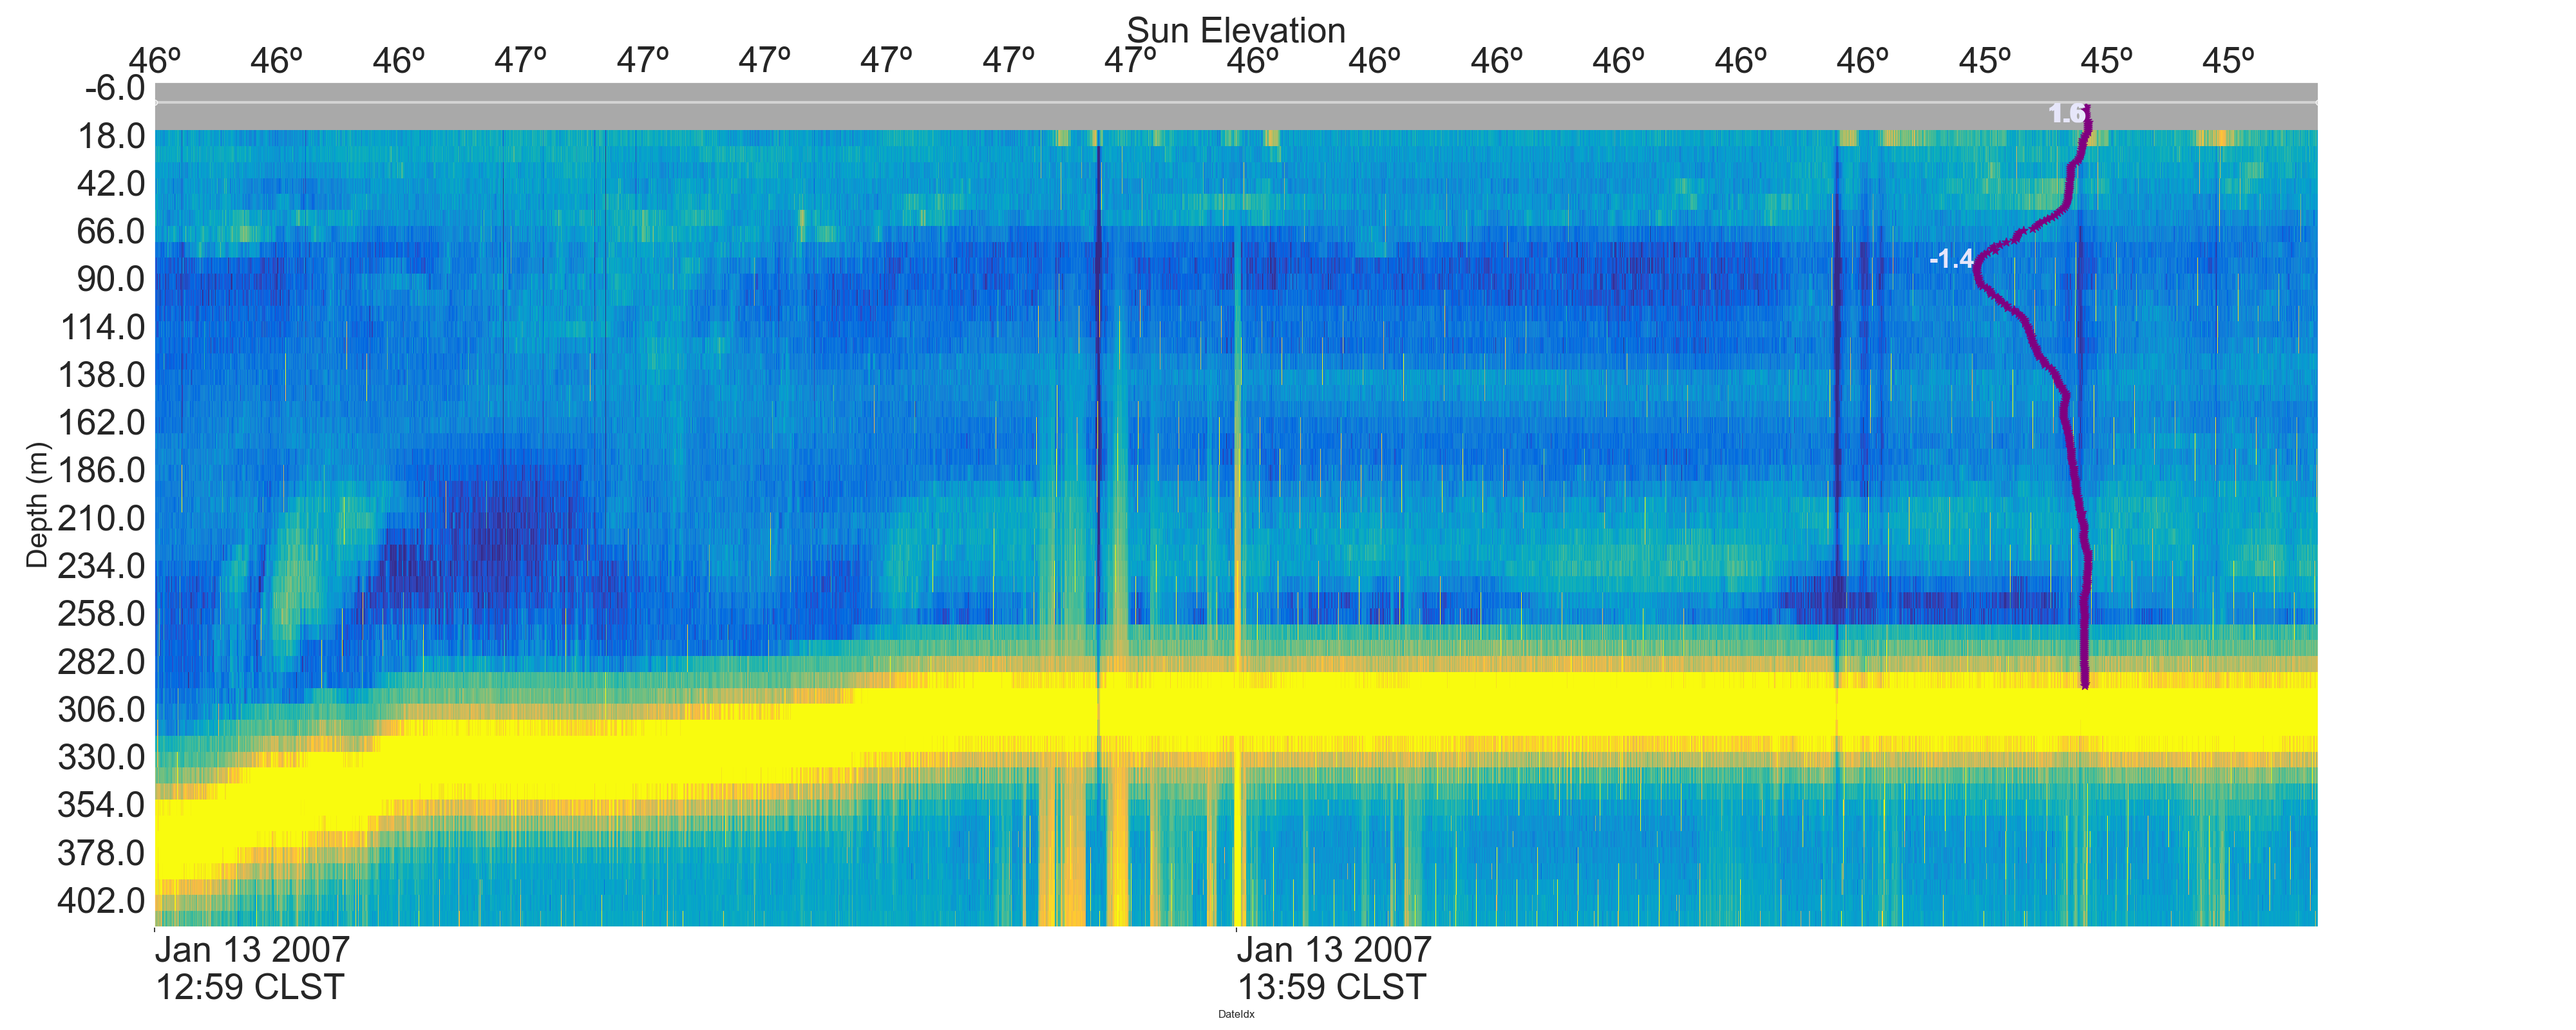 Sun Elevation
46º 46º 46º 47º 47º 47º 47º 47º 47º 46º 46º 46º 46º 46º 46º 45º 45º 45º
-6.0
1.6
18.0
42.0
66.0
-1.4
90.0
114.0
138.0
162.0
186.0
210.0
234.0
258.0
282.0
306.0
330.0
354.0
378.0
402.0
Depth (m)
Jan 13 2007
12:59 CLST
Jan 13 2007
13:59 CLST
DateIdx